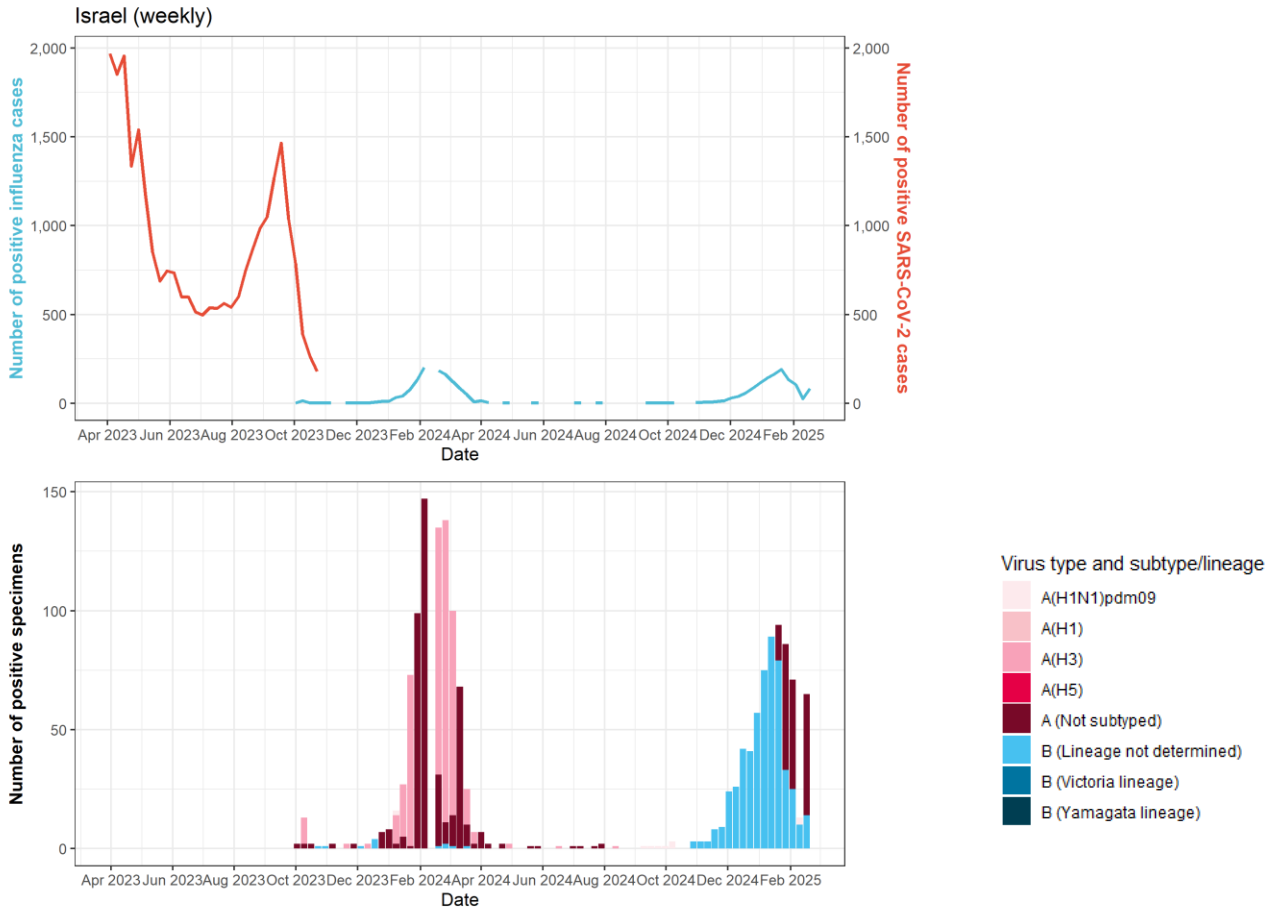 Israel (weekly)
Number of positive influenza cases
2,000
1,500
1,000
500
0
2,000
1,500
1,000
500
0
Number of positive SARS-CoV-2 cases
Apr 2023 Jun 2023 Aug 2023 Oct 2023 Dec 2023 Feb 2024 Apr 2024 Jun 2024 Aug 2024 Oct 2024 Dec 2024 Feb 2025
Date
Number of positive specimens
150
100
50
0
Apr 2023 Jun 2023 Aug 2023 Oct 2023 Dec 2023 Feb 2024 Apr 2024 Jun 2024 Aug 2024 Oct 2024 Dec 2024 Feb 2025
Date
Virus type and subtype/lineage
A(H1N1)pdm09
A(H1)
A(H3)
A(H5)
A (Not subtyped)
B (Lineage not determined)
B (Victoria lineage)
B (Yamagata lineage)